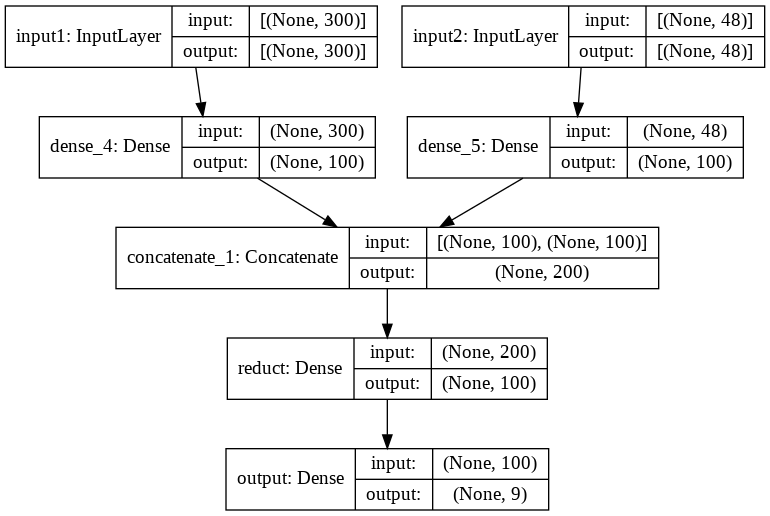 input1: InputLayer
input: [(None, 300)]
output: [(None, 300)]
input2: InputLayer
input: [(None, 48)]
output: [(None, 48)]
dense_4: Dense
input: (None, 300)
output: (None, 100)
dense_5: Dense
input: (None, 48)
output: (None, 100)
concatenate_1: Concatenate
input: [(None, 100), (None, 100)]
output: (None, 200)
reduct: Dense
input: (None, 200)
output: (None, 100)
output: Dense
input: (None, 100)
output: (None, 9)